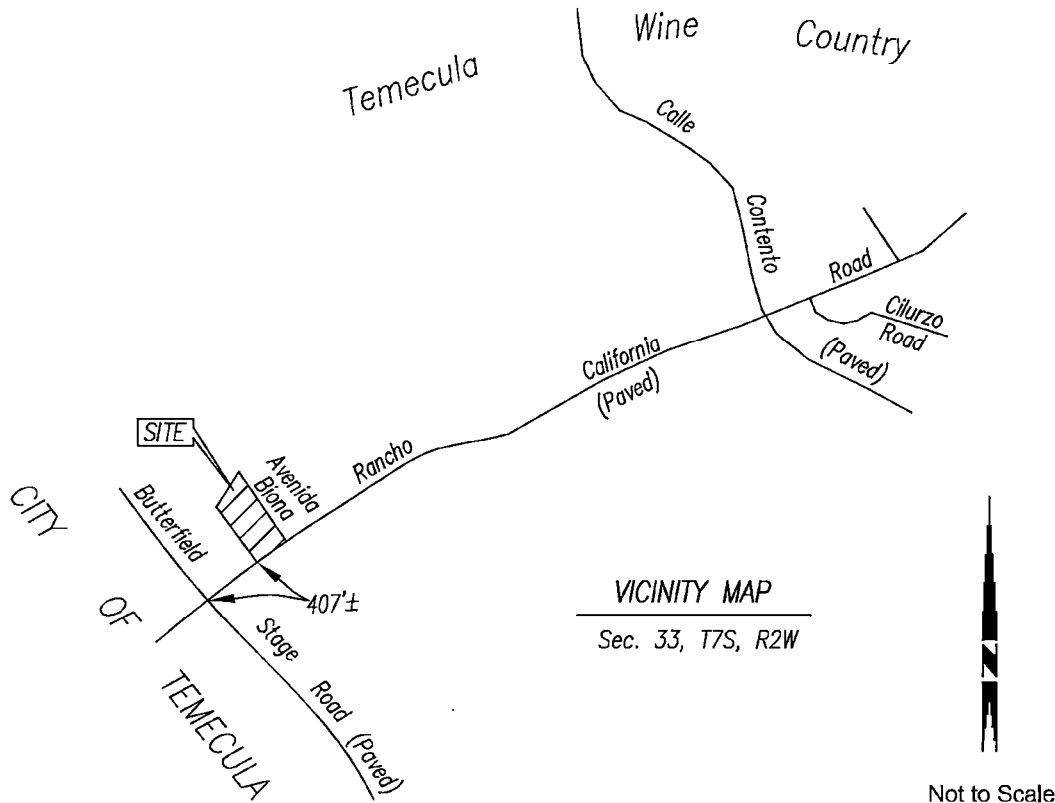 Temecula Wine Country
Calle
Contento
Road
Cilurzo
Road
(Paved)
California
(Paved)
Rancho
SITE
Avenida
Biona
Butterfield
CITY
OF
TEMECULA
407'±
Stage
Road (Paved)
VICINITY MAP
Sec. 33, T7S, R2W
N
Not to Scale